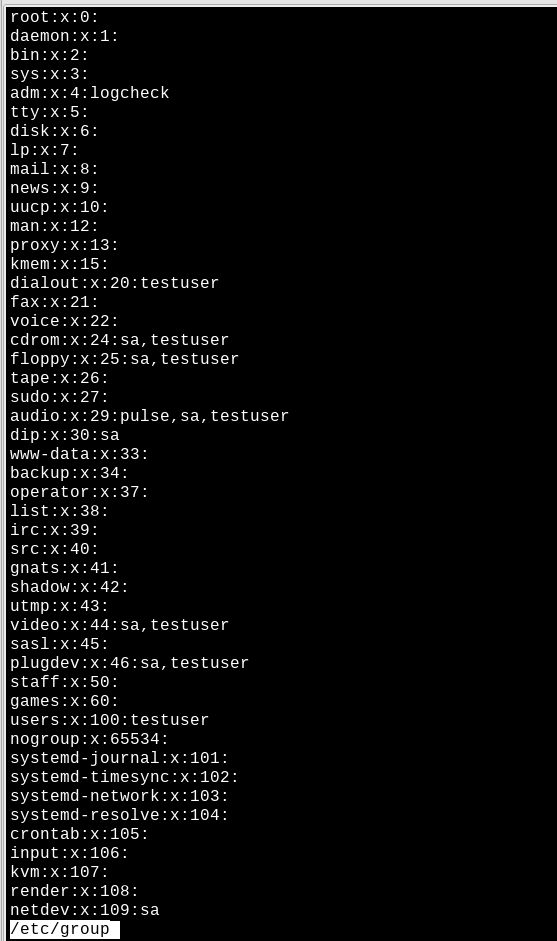 root:x:0:
daemon:x:1:
bin:x:2:
sys:x:3:
adm:x:4:logcheck
tty:x:5:
disk:x:6:
lp:x:7:
mail:x:8:
news:x:9:
uucp:x:10:
man:x:12:
proxy:x:13:
kmem:x:15:
dialout:x:20:testuser
fax:x:21:
voice:x:22:
cdrom:x:24:sa,testuser
floppy:x:25:sa,testuser
tape:x:26:
sudo:x:27:
audio:x:29:pulse,sa,testuser
dip:x:30:sa
www-data:x:33:
backup:x:34:
operator:x:37:
list:x:38:
irc:x:39:
src:x:40:
gnats:x:41:
shadow:x:42:
utmp:x:43:
video:x:44:sa,testuser
sasl:x:45:
plugdev:x:46:sa,testuser
staff:x:50:
games:x:60:
users:x:100:testuser
nogroup:x:65534:
systemd-journal:x:101:
systemd-timesync:x:102:
systemd-network:x:103:
systemd-resolve:x:104:
crontab:x:105:
input:x:106:
kvm:x:107:
render:x:108:
netdev:x:109:sa
/etc/group